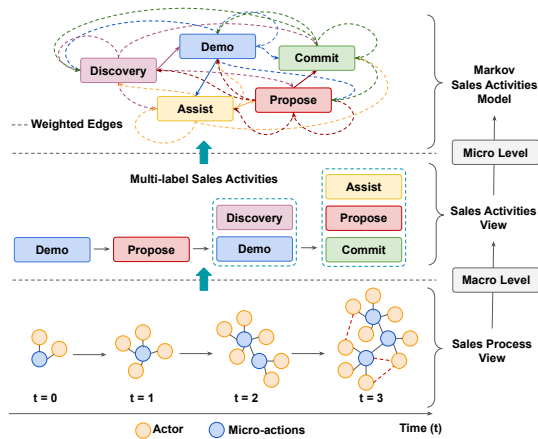 Demo
Commit
Discovery
Propose
Assist
Weighted Edges
Markov
Sales Activities
Model
Micro Level
Multi-label Sales Activities
Assist
Discovery
Propose
Demo
Propose
Demo
Commit
Sales Activities
View
Macro Level
Sales Process
View
t = 0
t = 1
t = 2
t = 3
Time (t)
Actor
Micro-actions